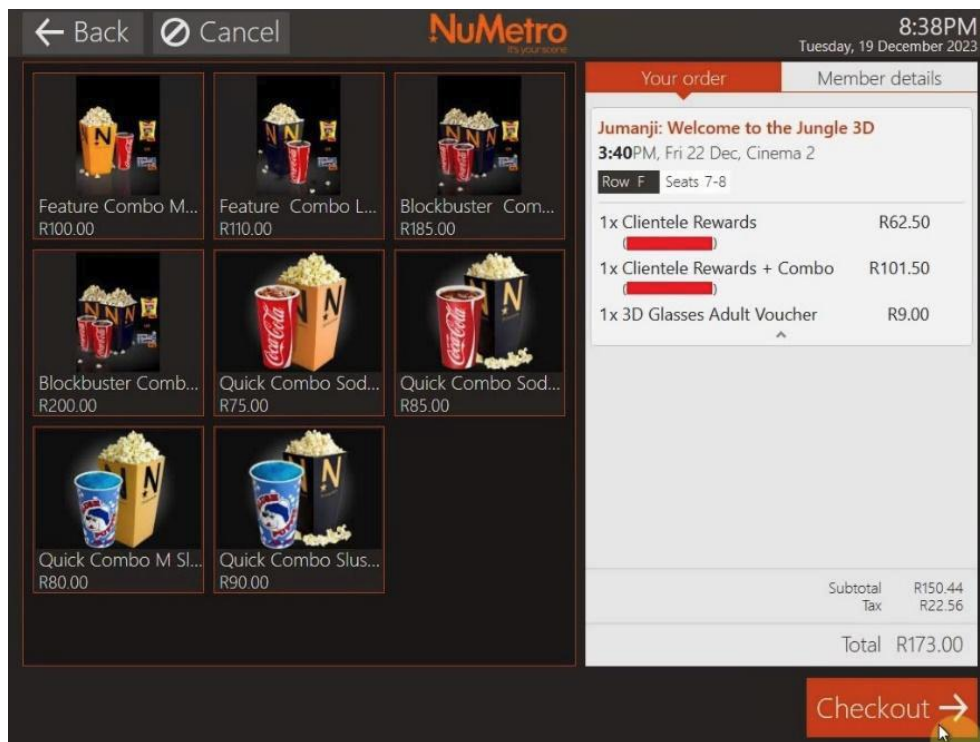 ← Back
Cancel
NuMetro
It's your scene
8:38PM
Tuesday, 19 December 2023
Feature Combo M...
R100.00
Feature Combo L...
R110.00
Blockbuster Com...
R185.00
Blockbuster Comb...
R200.00
Quick Combo Sod...
R75.00
Quick Combo Sod...
R85.00
Quick Combo M Sl...
R80.00
Quick Combo Slus...
R90.00
Your order
Member details
Jumanji: Welcome to the Jungle 3D
3:40PM, Fri 22 Dec, Cinema 2
Row F Seats 7-8
1x Clientele Rewards R62.50
( )
1x Clientele Rewards + Combo R101.50
( )
1x 3D Glasses Adult Voucher R9.00
Subtotal R150.44
Tax R22.56
Total R173.00
Checkout →